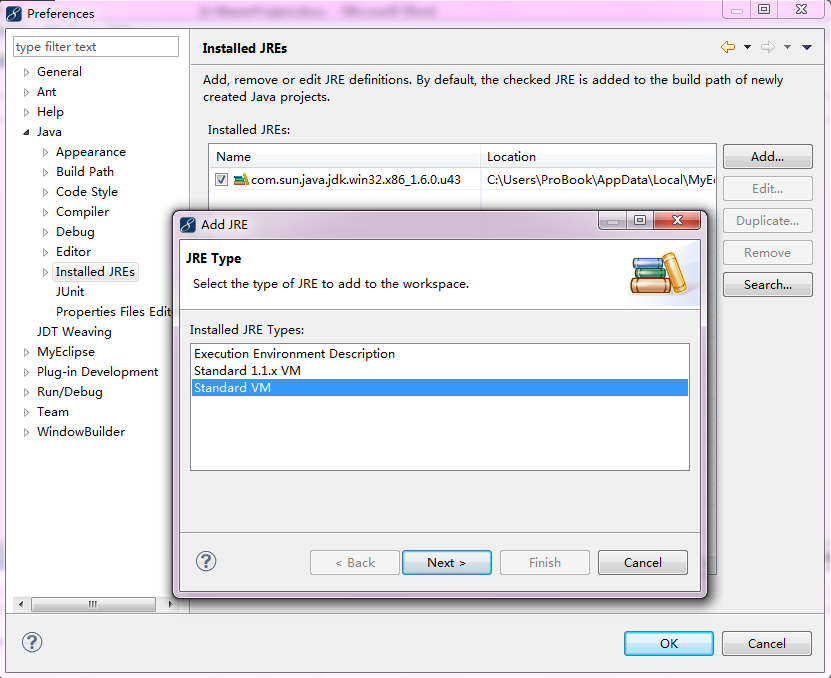 Preferences
type filter text
General
Ant
Help
Java
Appearance
Build Path
Code Style
Compiler
Debug
Editor
Installed JREs
JUnit
Properties Files Edit
JDT Weaving
MyEclipse
Plug-in Development
Run/Debug
Team
WindowBuilder
Installed JREs
Add, remove or edit JRE definitions. By default, the checked JRE is added to the build path of newly
created Java projects.
Installed JREs:
Name Location
com.sun.java.jdk.win32.x86_1.6.0.u43 C:\Users\ProBook\AppData\Local\MyE
Add...
Edit...
Duplicate...
Remove
Search...
Add JRE
JRE Type
Select the type of JRE to add to the workspace.
Installed JRE Types:
Execution Environment Description
Standard 1.1.x VM
Standard VM
< Back Next > Finish Cancel
OK Cancel